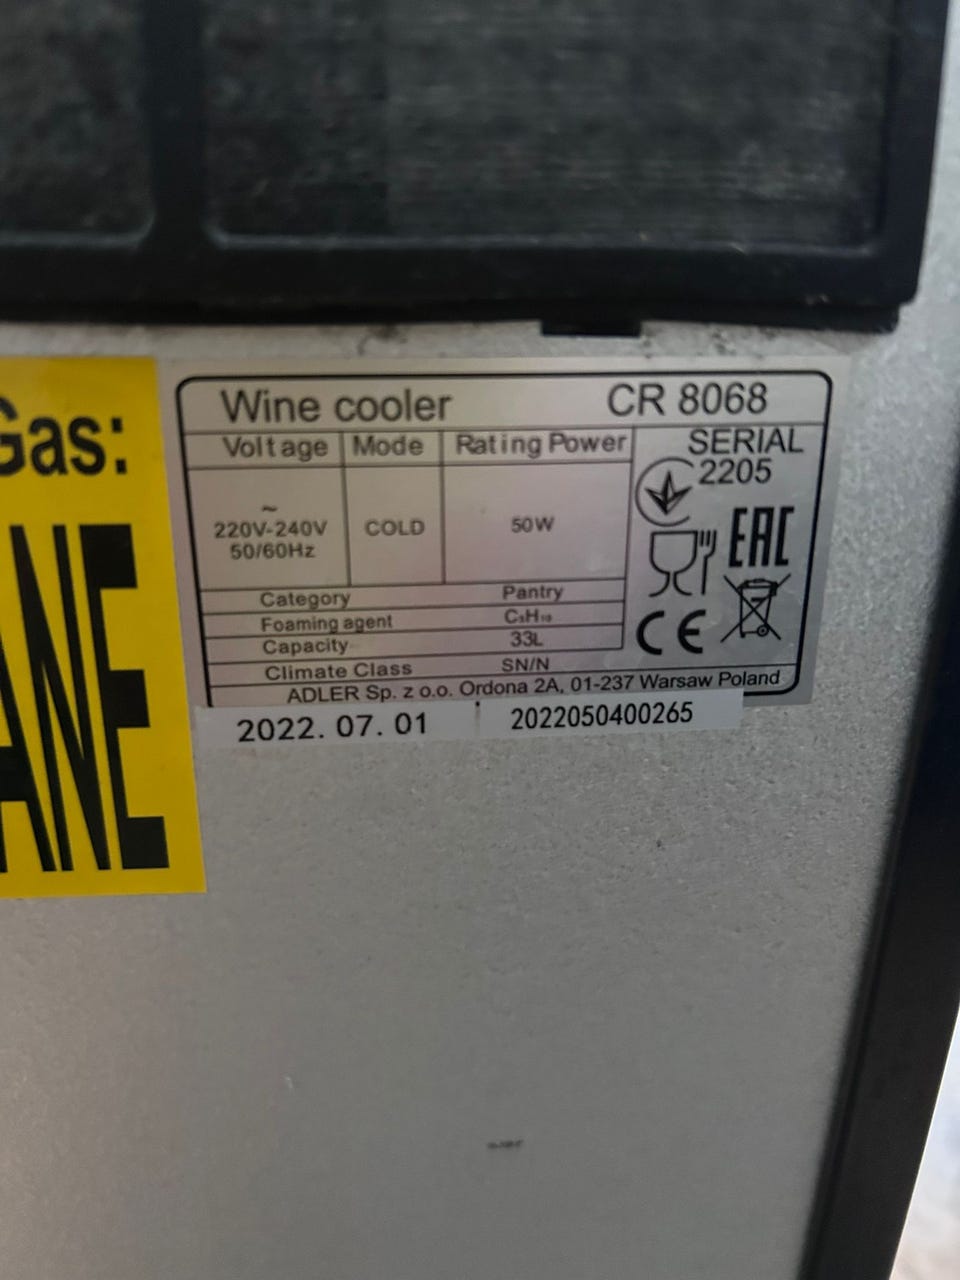 Gas:
ANE
Wine cooler CR 8068
Voltage Mode Rating Power SERIAL
2205
~
220V-240V COLD 50W
50/60Hz
EAC
Category Pantry
Foaming agent C₅H₁₀
Capacity 33L
CE
Climate Class SN/N
ADLER Sp. z o.o. Ordona 2A, 01-237 Warsaw Poland
2022. 07. 01 2022050400265